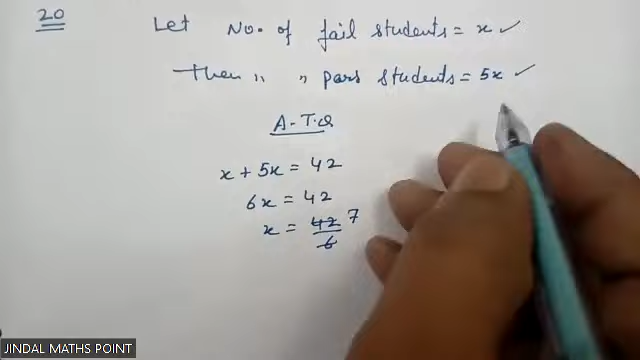 20
Let No. of fail students = x ✓
Then " " pass students = 5x ✓
A.T.Q
x + 5x = 42
6x = 42
x = 42/6 7
JINDAL MATHS POINT